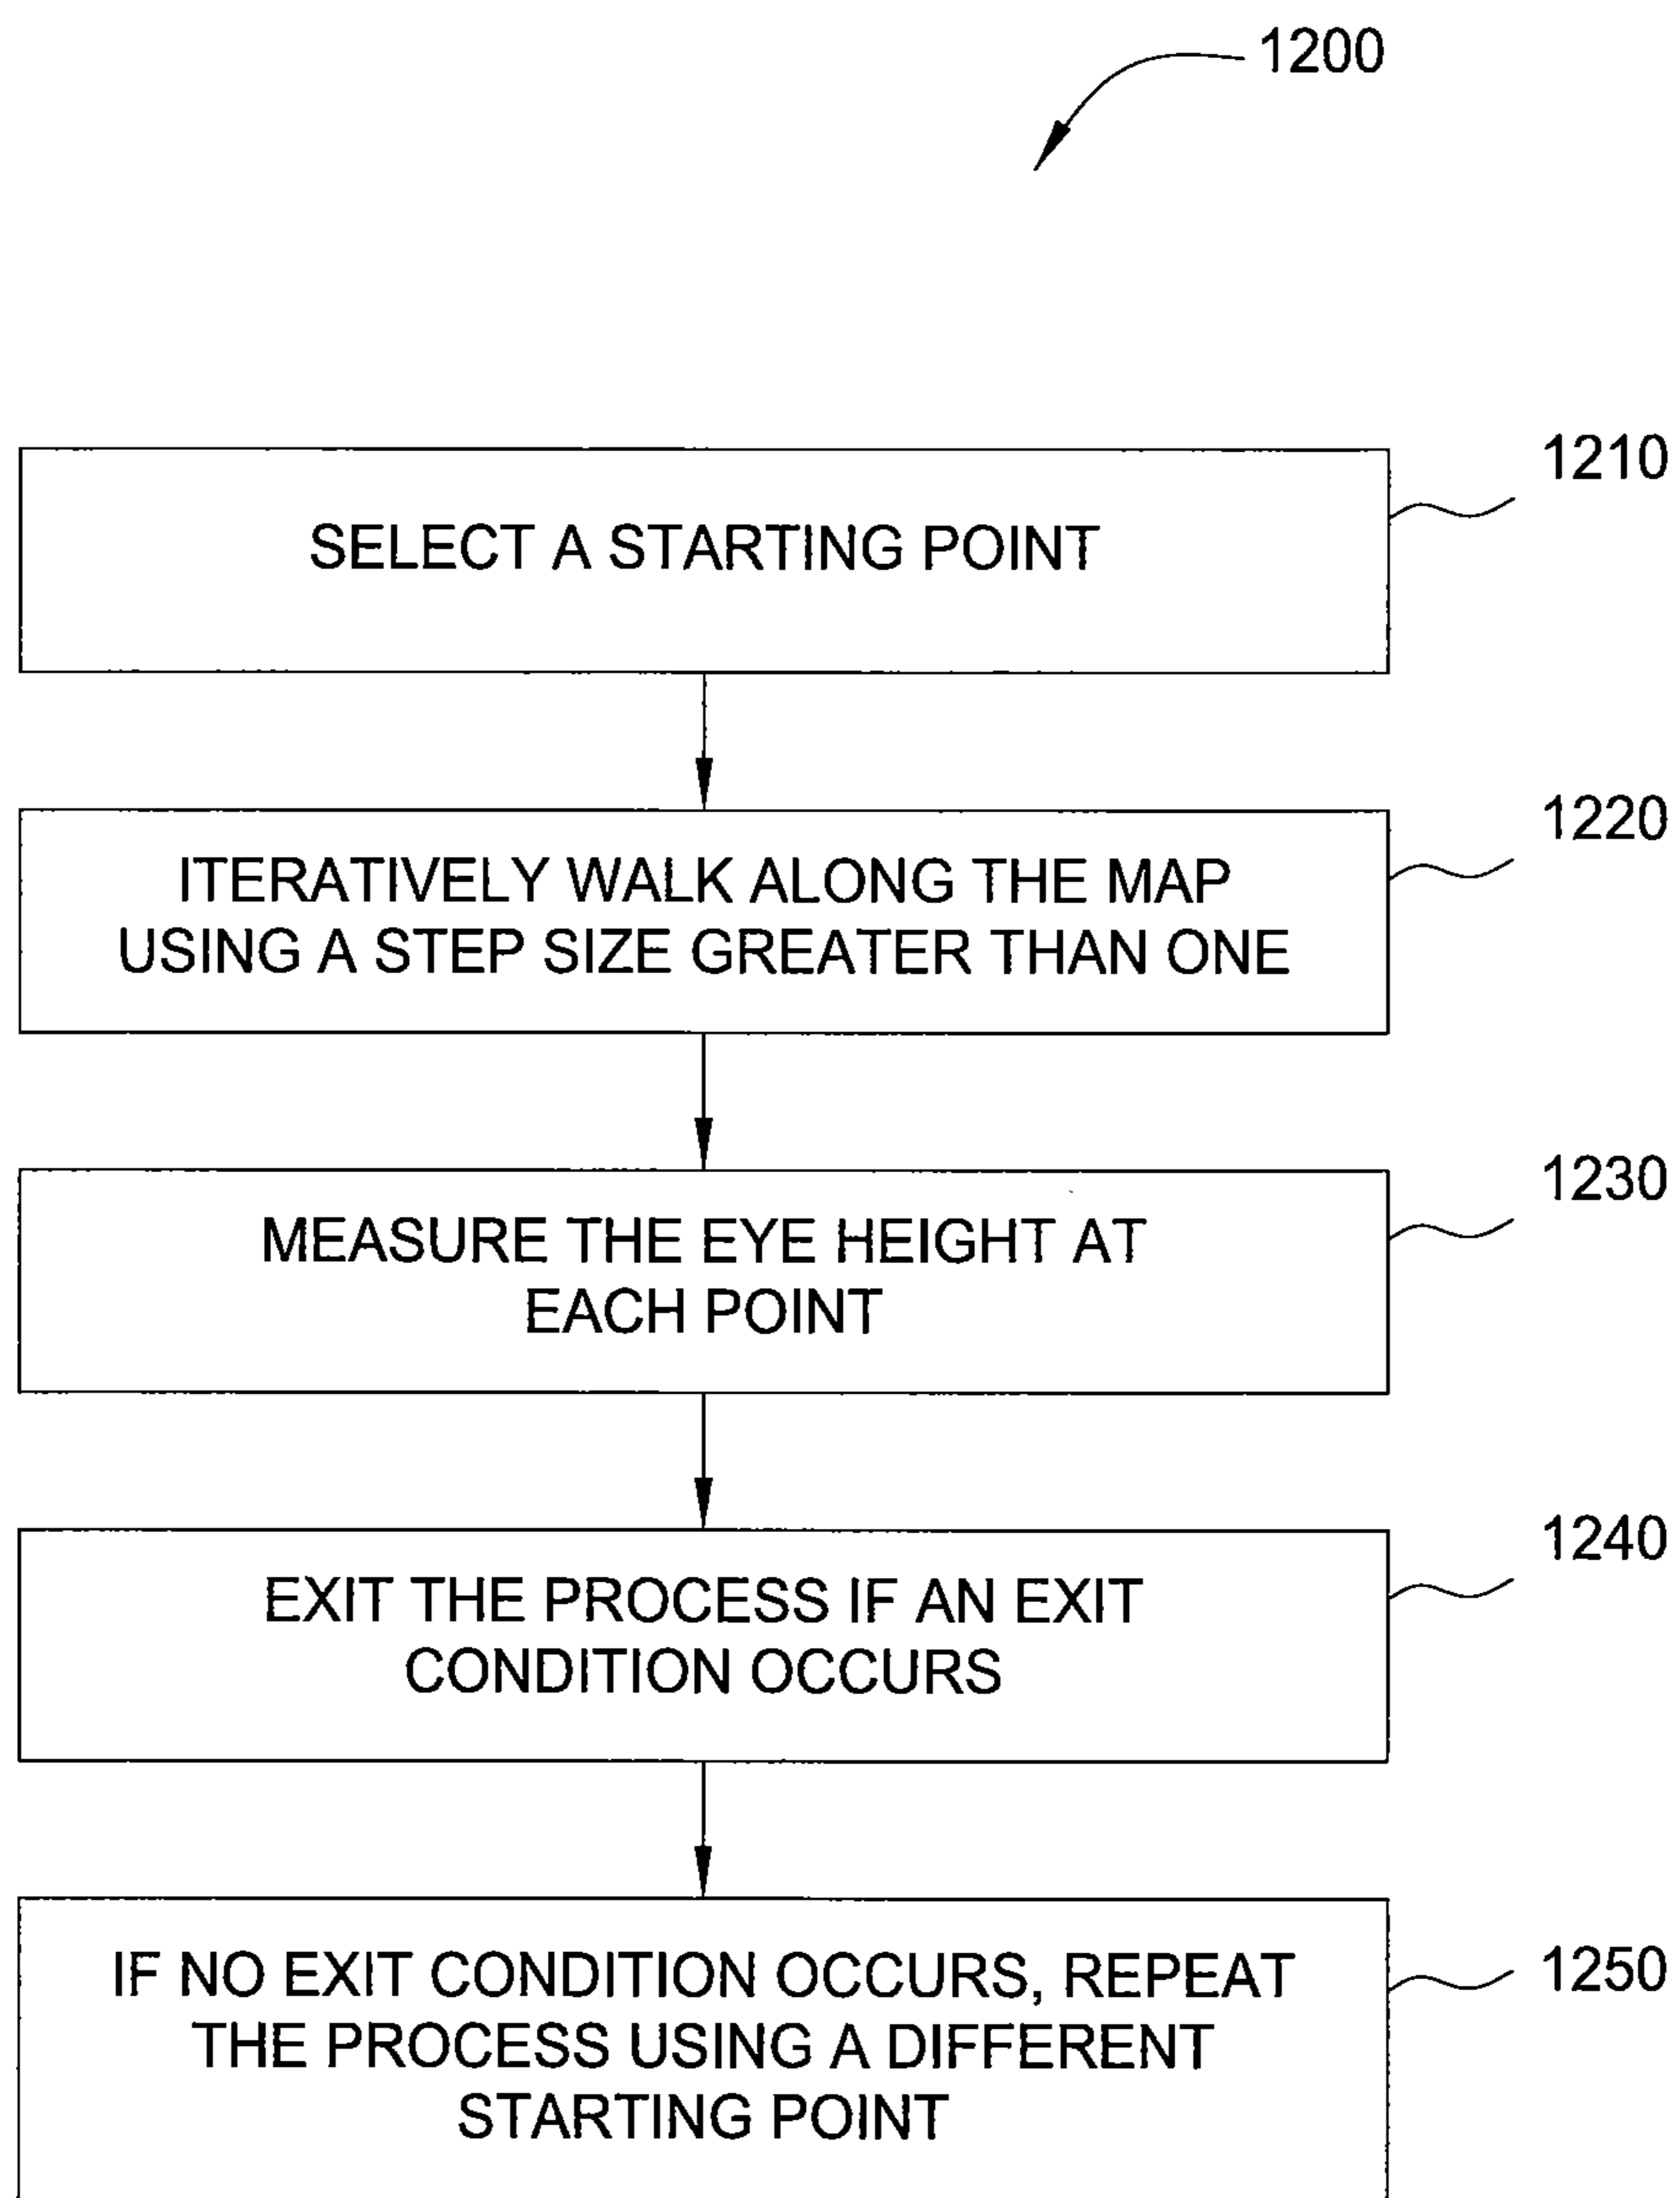 1200
1210
SELECT A STARTING POINT
1220
ITERATIVELY WALK ALONG THE MAP
USING A STEP SIZE GREATER THAN ONE
1230
MEASURE THE EYE HEIGHT AT
EACH POINT
1240
EXIT THE PROCESS IF AN EXIT
CONDITION OCCURS
1250
IF NO EXIT CONDITION OCCURS, REPEAT
THE PROCESS USING A DIFFERENT
STARTING POINT